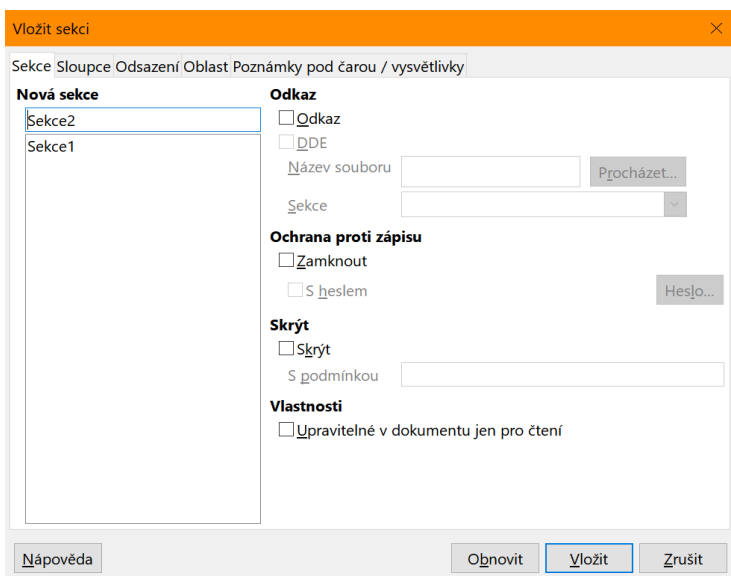 Vložit sekci
Sekce Sloupce Odsazení Oblast Poznámky pod čarou / vysvětlivky
Nová sekce
Sekce2
Sekce1
Odkaz
Odkaz
DDE
Název souboru
Procházet...
Sekce
Ochrana proti zápisu
Zamknout
S heslem
Heslo...
Skrýt
Skrýt
S podmínkou
Vlastnosti
Upravitelné v dokumentu jen pro čtení
Nápověda
Obnovit
Vložit
Zrušit